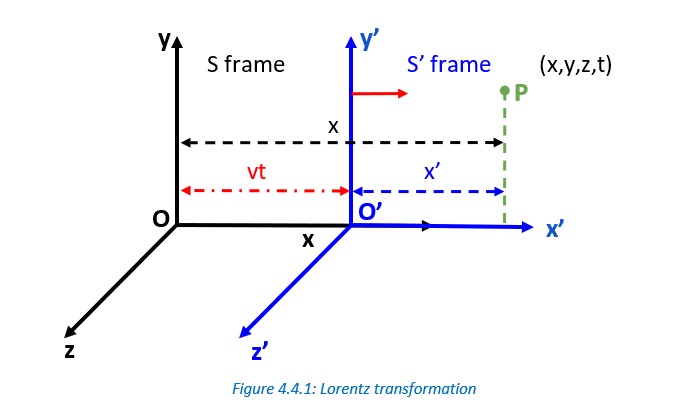 y
S frame
y’
S’ frame
(x,y,z,t)
P
x
vt
x’
O
O’
x
x’
z
z’
Figure 4.4.1: Lorentz transformation